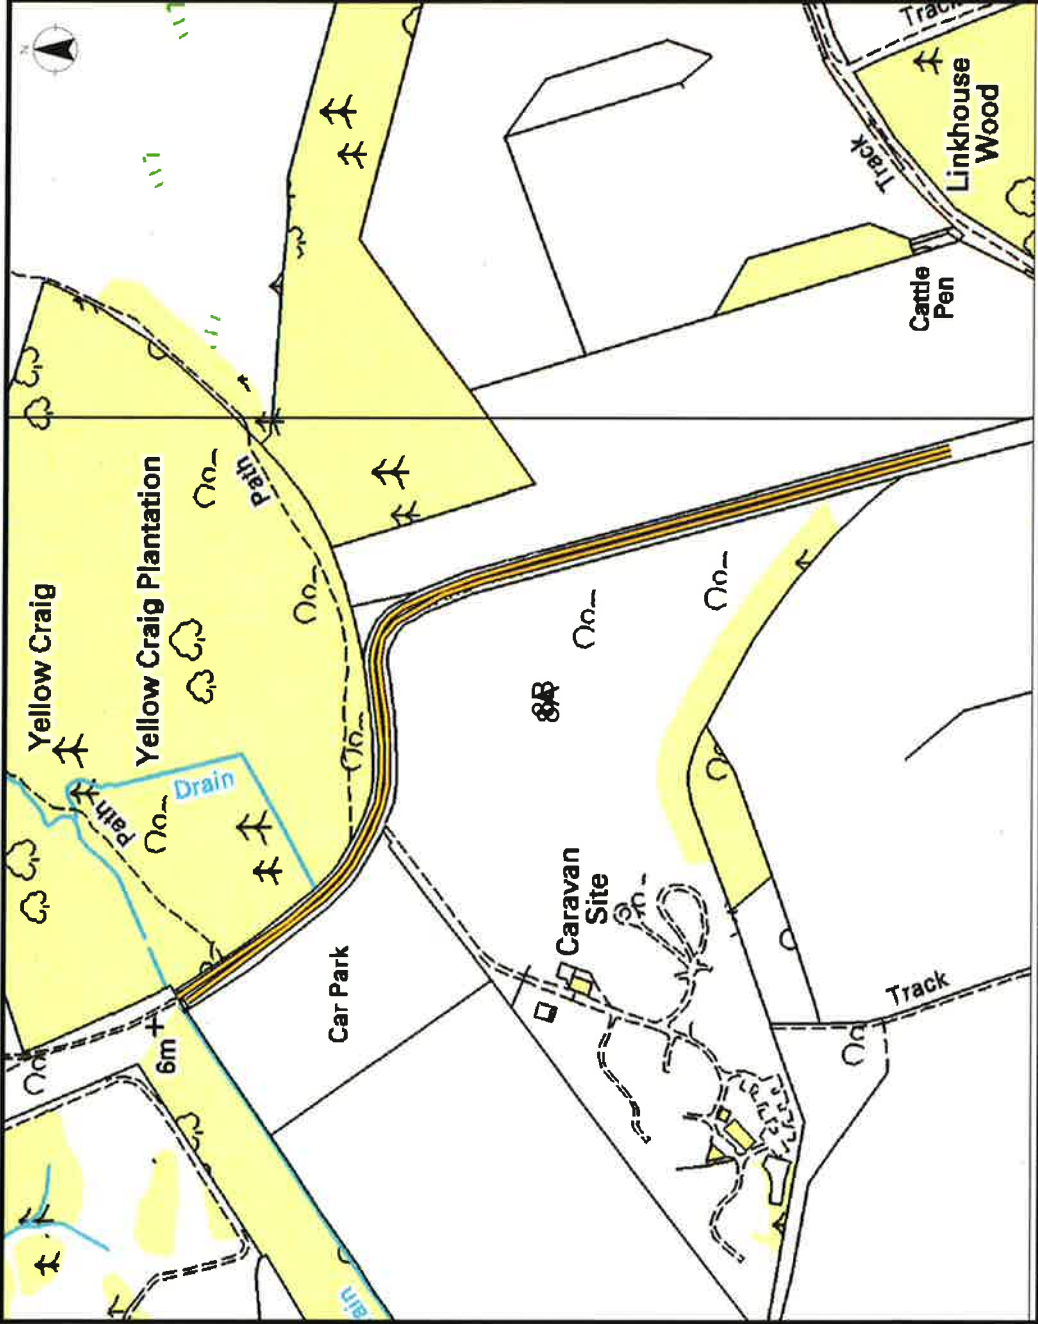 N
Yellow Craig
Yellow Craig Plantation
Path
Path
Drain
6m
Car Park
Caravan
Site
Track
Track
Track
Linkhouse
Wood
Cattle
Pen